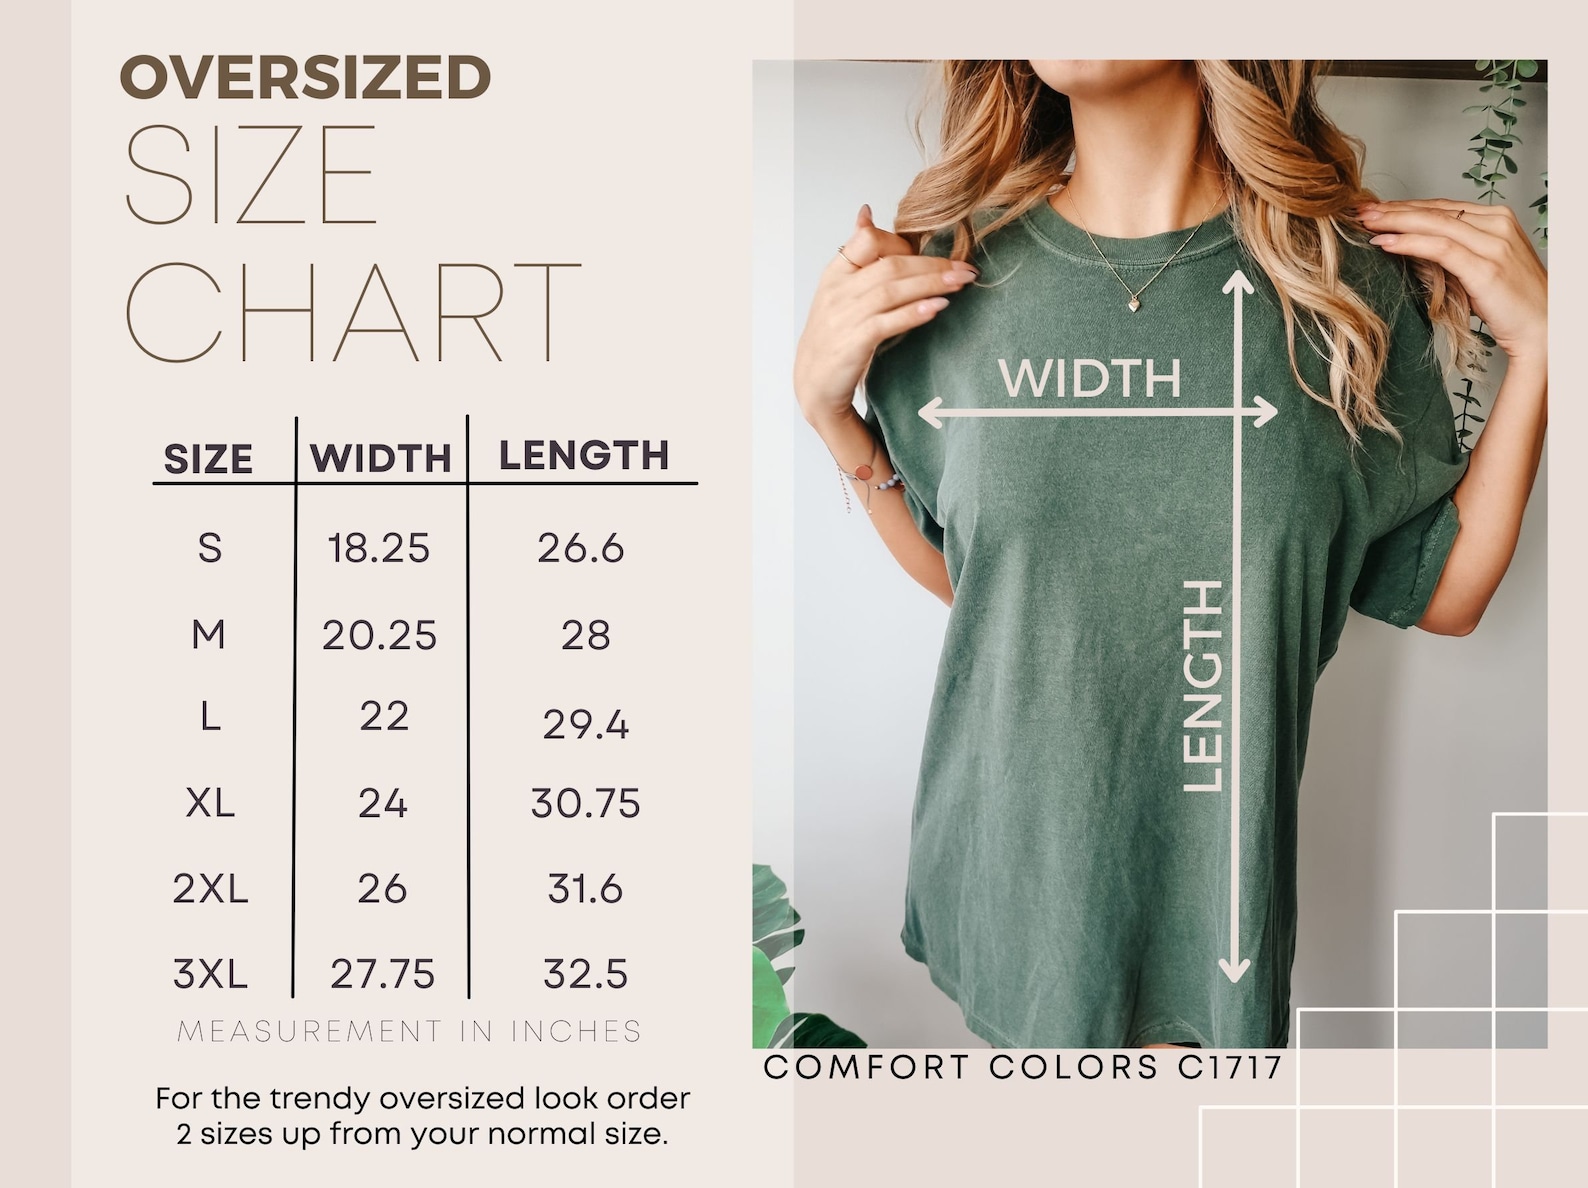 OVERSIZED
SIZE
CHART
SIZE WIDTH LENGTH
S 18.25 26.6
M 20.25 28
L 22 29.4
XL 24 30.75
2XL 26 31.6
3XL 27.75 32.5
MEASUREMENT IN INCHES
For the trendy oversized look order
2 sizes up from your normal size.
WIDTH
LENGTH
COMFORT COLORS C1717